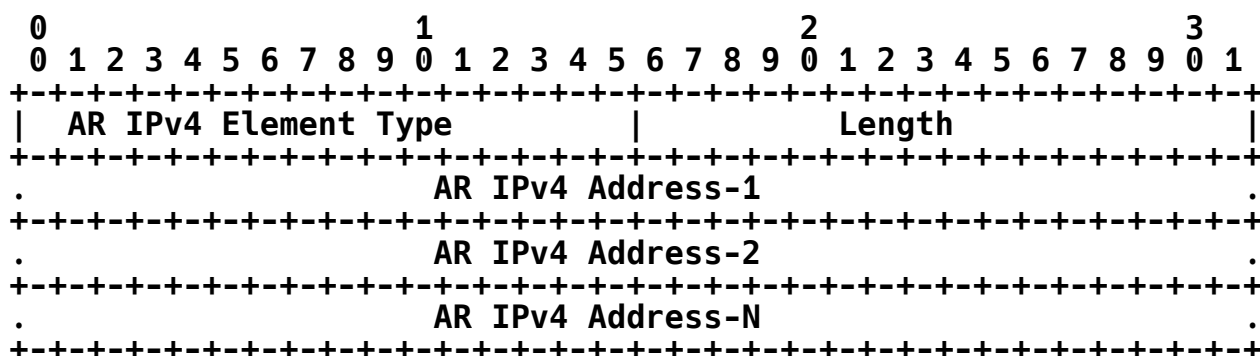 0                   1                   2                   3
 0 1 2 3 4 5 6 7 8 9 0 1 2 3 4 5 6 7 8 9 0 1 2 3 4 5 6 7 8 9 0 1
+-+-+-+-+-+-+-+-+-+-+-+-+-+-+-+-+-+-+-+-+-+-+-+-+-+-+-+-+-+-+-+-+
|  AR IPv4 Element Type         |          Length               |
+-+-+-+-+-+-+-+-+-+-+-+-+-+-+-+-+-+-+-+-+-+-+-+-+-+-+-+-+-+-+-+-+
.                     AR IPv4 Address-1                         .
+-+-+-+-+-+-+-+-+-+-+-+-+-+-+-+-+-+-+-+-+-+-+-+-+-+-+-+-+-+-+-+-+
.                     AR IPv4 Address-2                         .
+-+-+-+-+-+-+-+-+-+-+-+-+-+-+-+-+-+-+-+-+-+-+-+-+-+-+-+-+-+-+-+-+
.                     AR IPv4 Address-N                         .
+-+-+-+-+-+-+-+-+-+-+-+-+-+-+-+-+-+-+-+-+-+-+-+-+-+-+-+-+-+-+-+-+